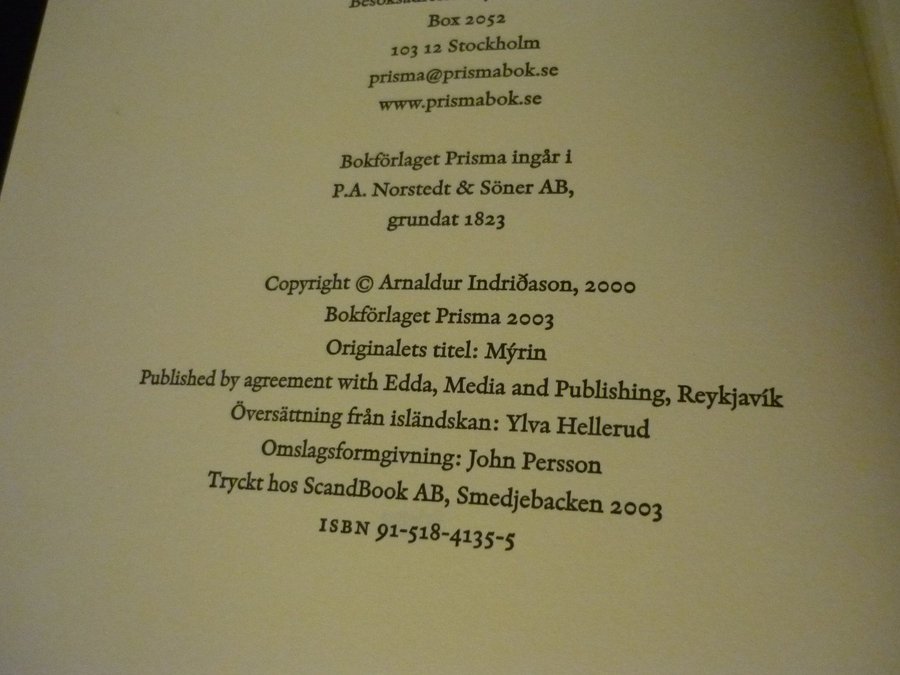 Box 2052
103 12 Stockholm
prisma@prismabok.se
www.prismabok.se
Bokförlaget Prisma ingår i
P.A. Norstedt & Söner AB,
grundat 1823
Copyright © Arnaldur Indriðason, 2000
Bokförlaget Prisma 2003
Originalets titel: Mýrin
Published by agreement with Edda, Media and Publishing, Reykjavík
Översättning från isländskan: Ylva Hellerud
Omslagsformgivning: John Persson
Tryckt hos ScandBook AB, Smedjebacken 2003
ISBN 91-518-4135-5